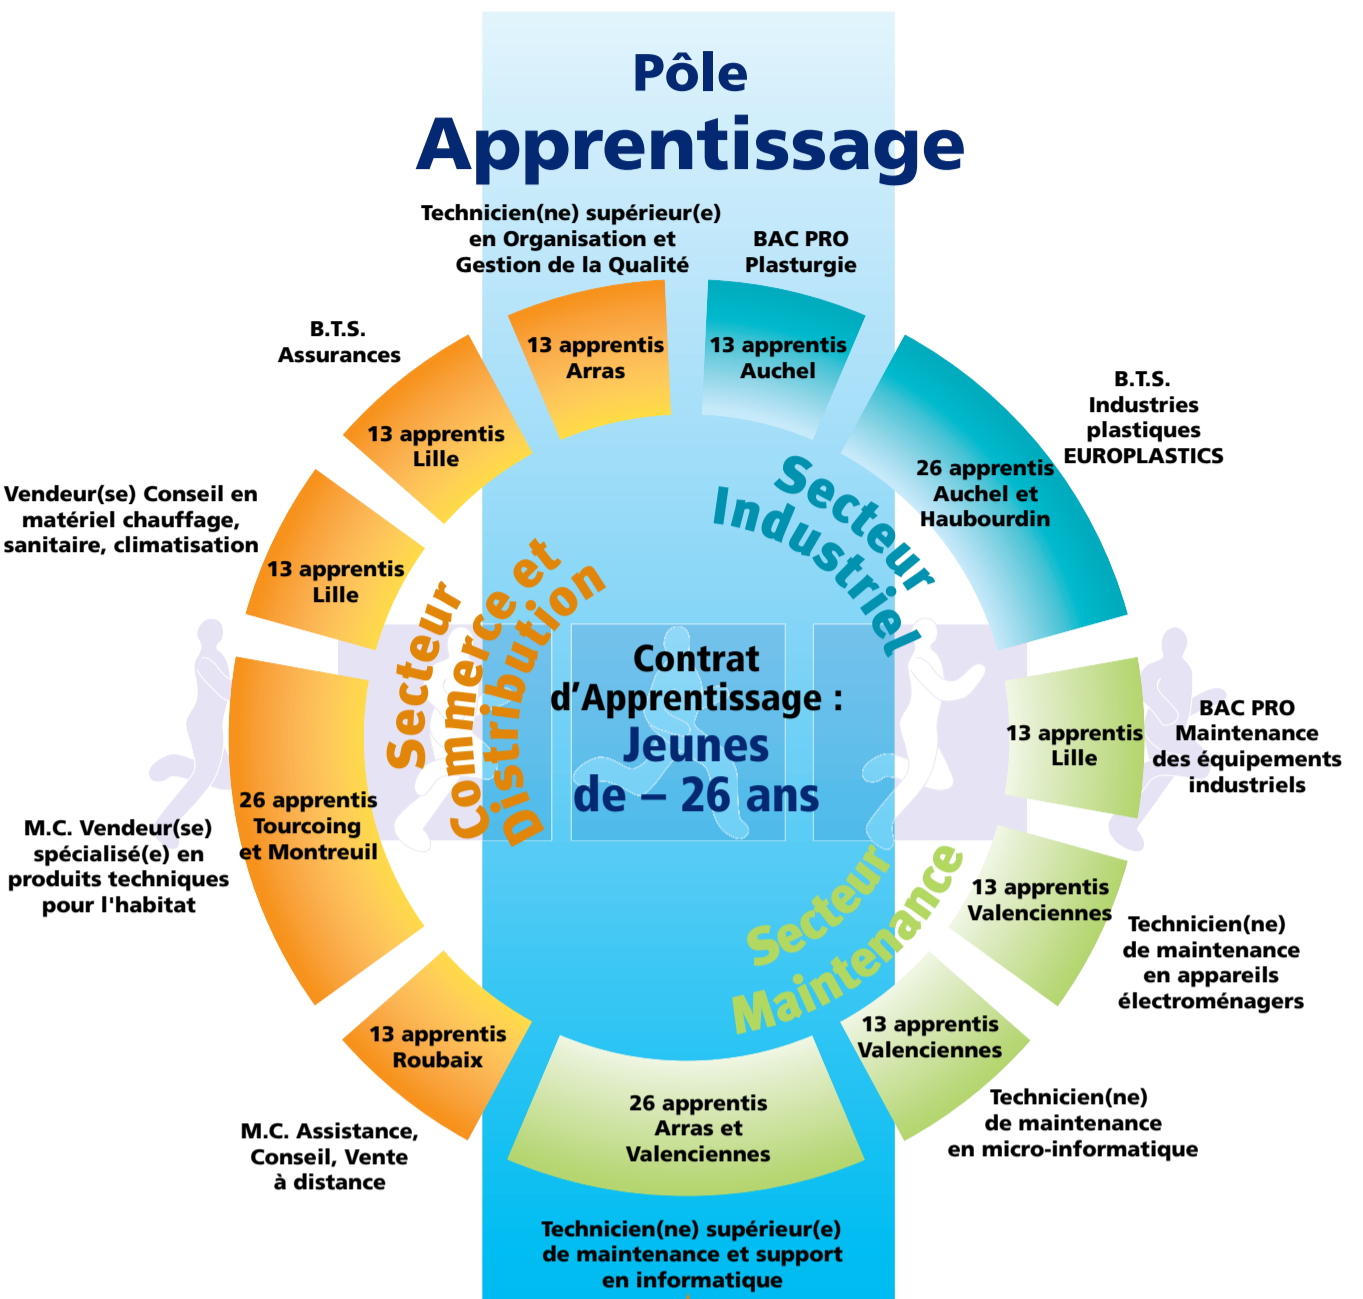 Pôle
Apprentissage
Technicien(ne) supérieur(e)
en Organisation et
Gestion de la Qualité
13 apprentis
Arras
BAC PRO
Plasturgie
13 apprentis
Auchel
B.T.S.
Industries
plastiques
EUROPLASTICS
26 apprentis
Auchel et
Haubourdin
BAC PRO
Maintenance
des équipements
industriels
13 apprentis
Lille
Technicien(ne)
de maintenance
en appareils
électroménagers
13 apprentis
Valenciennes
Technicien(ne)
de maintenance
en micro-informatique
13 apprentis
Valenciennes
26 apprentis
Arras et
Valenciennes
Technicien(ne) supérieur(e)
de maintenance et support
en informatique
M.C. Assistance,
Conseil, Vente
à distance
13 apprentis
Roubaix
M.C. Vendeur(se)
spécialisé(e) en
produits techniques
pour l'habitat
26 apprentis
Tourcoing
et Montreuil
Vendeur(se) Conseil en
matériel chauffage,
sanitaire, climatisation
13 apprentis
Lille
B.T.S.
Assurances
13 apprentis
Lille
Secteur
Commerce et
Distribution
Secteur
Industriel
Secteur
Maintenance
Contrat
d’Apprentissage :
Jeunes
de – 26 ans